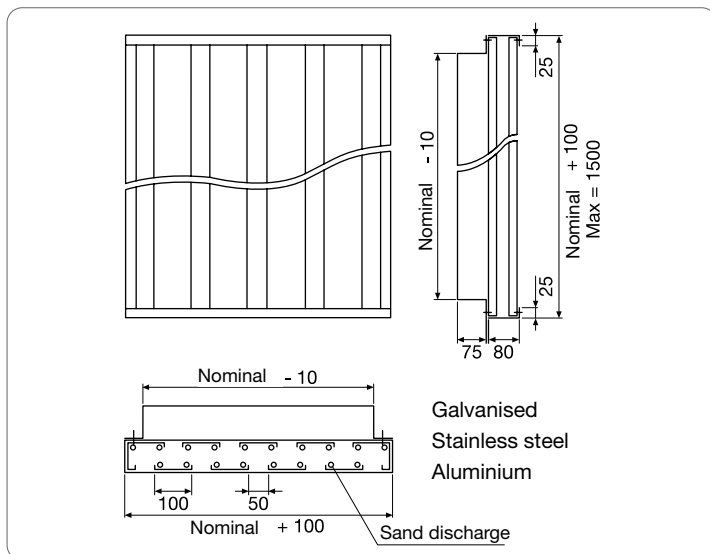 25
Nominal - 10
Nominal + 100
Max = 1500
25
75
80
Nominal - 10
Galvanised
Stainless steel
Aluminium
100
50
Nominal + 100
Sand discharge